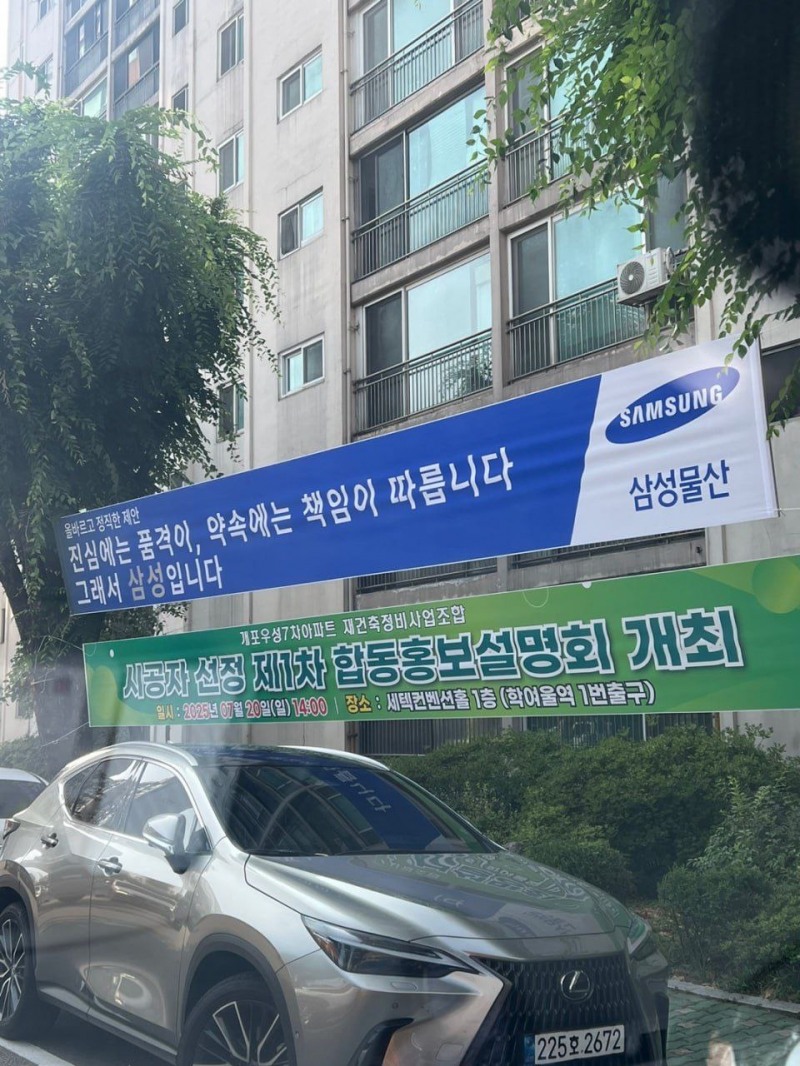 올바르고 정직한 제안
진심에는 품격이, 약속에는 책임이 따릅니다
그래서 삼성입니다
SAMSUNG
삼성물산
개포우성7차아파트 재건축정비사업조합
시공자 선정 제1차 합동홍보설명회 개최
일시 : 2025년 07월 20일(일) 14:00 장소 : 세텍컨벤션홀 1층 (학여울역 1번출구)
225호2672